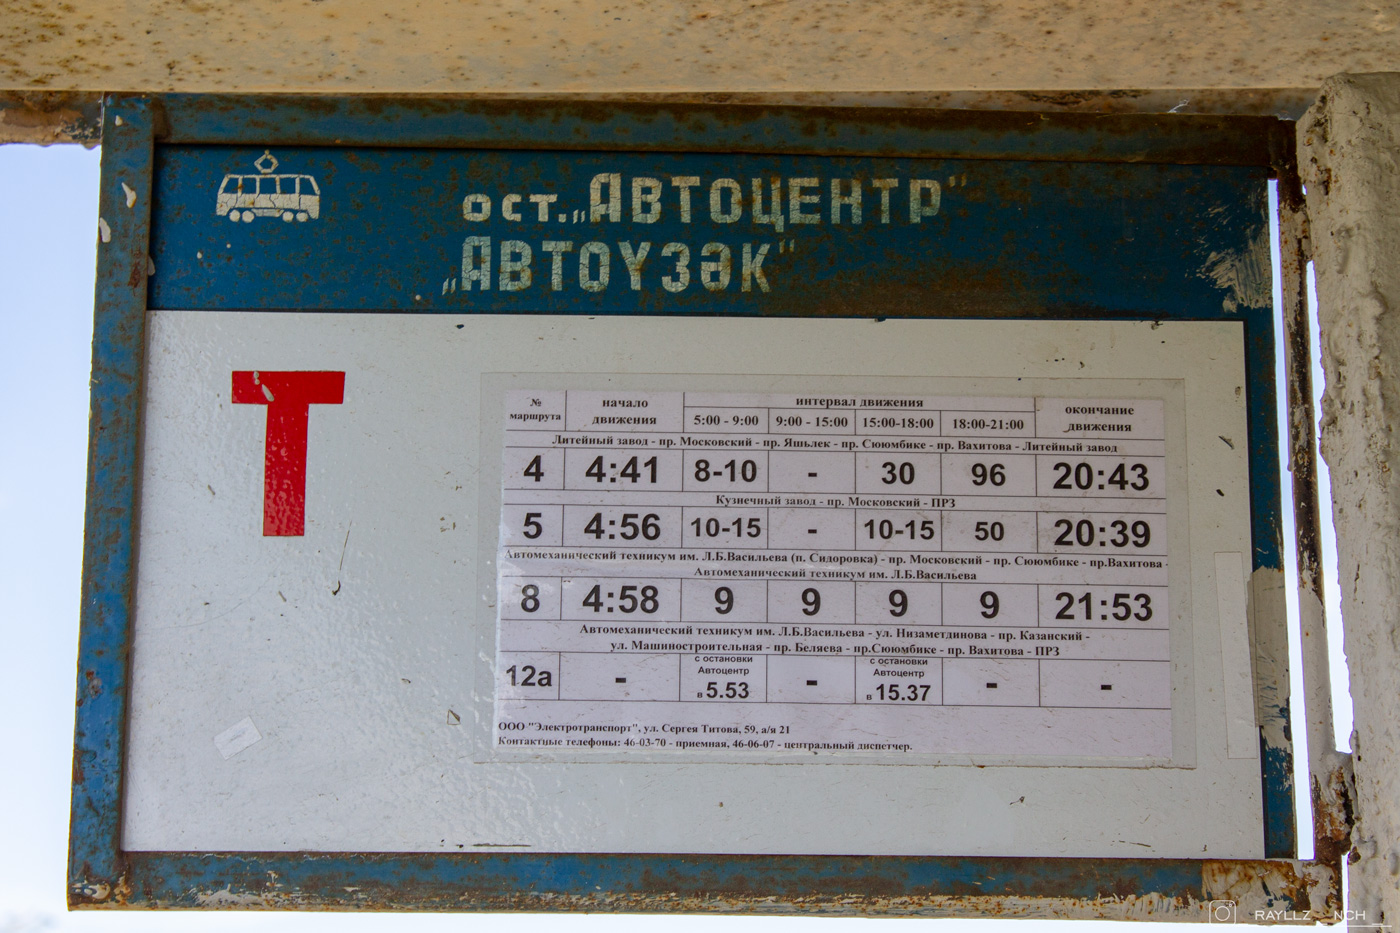 ост. „АВТОЦЕНТР"
„АВТОҮЗӘК"
Т
№ маршрута начало движения интервал движения окончание движения
5:00 - 9:00 9:00 - 15:00 15:00-18:00 18:00-21:00
Литейный завод - пр. Московский - пр. Яшьлек - пр. Сююмбике - пр. Вахитова - Литейный завод
4 4:41 8-10 - 30 96 20:43
Кузнечный завод - пр. Московский - ПРЗ
5 4:56 10-15 - 10-15 50 20:39
Автомеханический техникум им. Л.Б.Васильева (п. Сидоровка) - пр. Московский - пр. Сююмбике - пр.Вахитова -
Автомеханический техникум им. Л.Б.Васильева
8 4:58 9 9 9 9 21:53
Автомеханический техникум им. Л.Б.Васильева - ул. Низаметдинова - пр. Казанский -
ул. Машиностроительная - пр. Беляева - пр.Сююмбике - пр. Вахитова - ПРЗ
12а - с остановки Автоцентр в 5.53 - с остановки Автоцентр в 15.37 - -
ООО "Электротранспорт", ул. Сергея Титова, 59, а/я 21
Контактные телефоны: 46-03-70 - приемная, 46-06-07 - центральный диспетчер.
RAYLLZ__NCH__